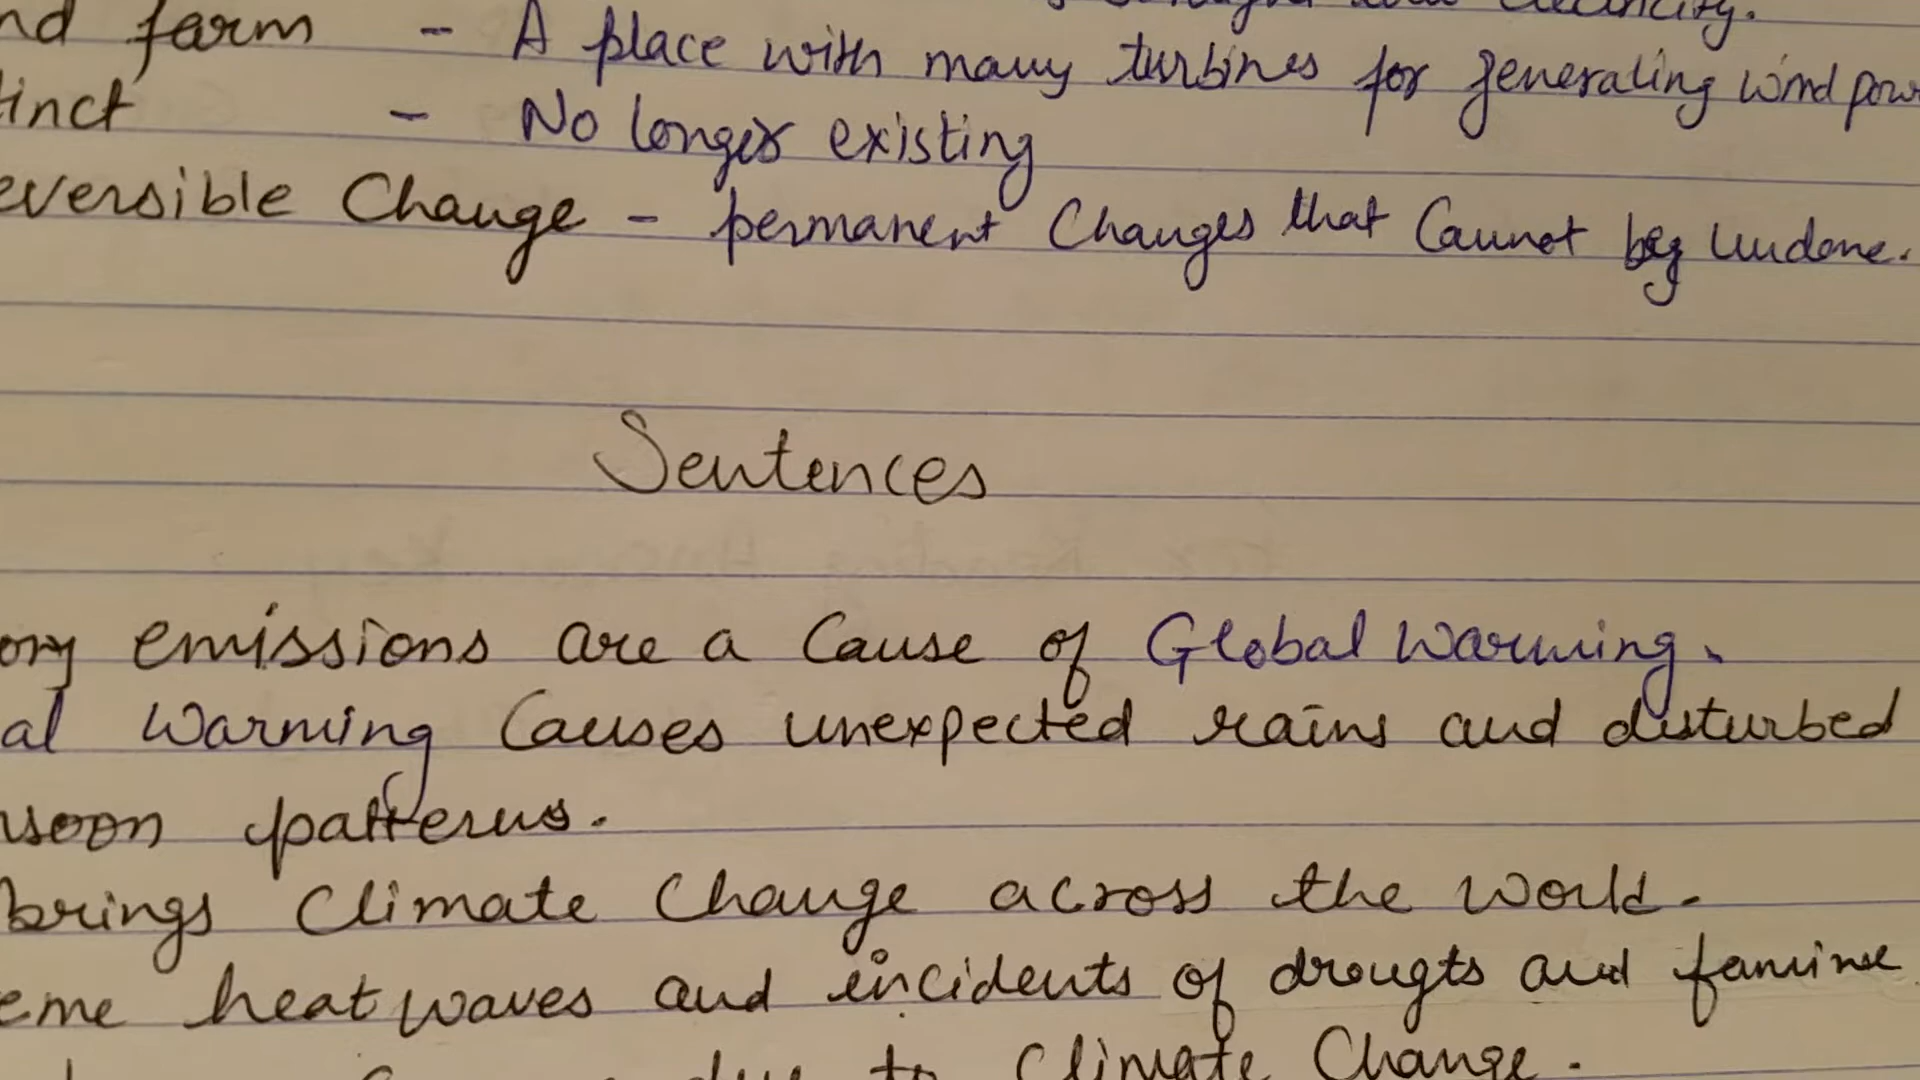 nd farm - A place with many turbines for generating wind pow
tinct - No longer existing
eversible Change - permanent Changes that Cannot be undone.
Sentences
ory emissions are a Cause of Global Warming.
al Warming Causes unexpected rains and disturbed
soon patterns.
brings Climate Change across the world.
eme heat waves and incidents of drougts and famine
due to Climate Change.